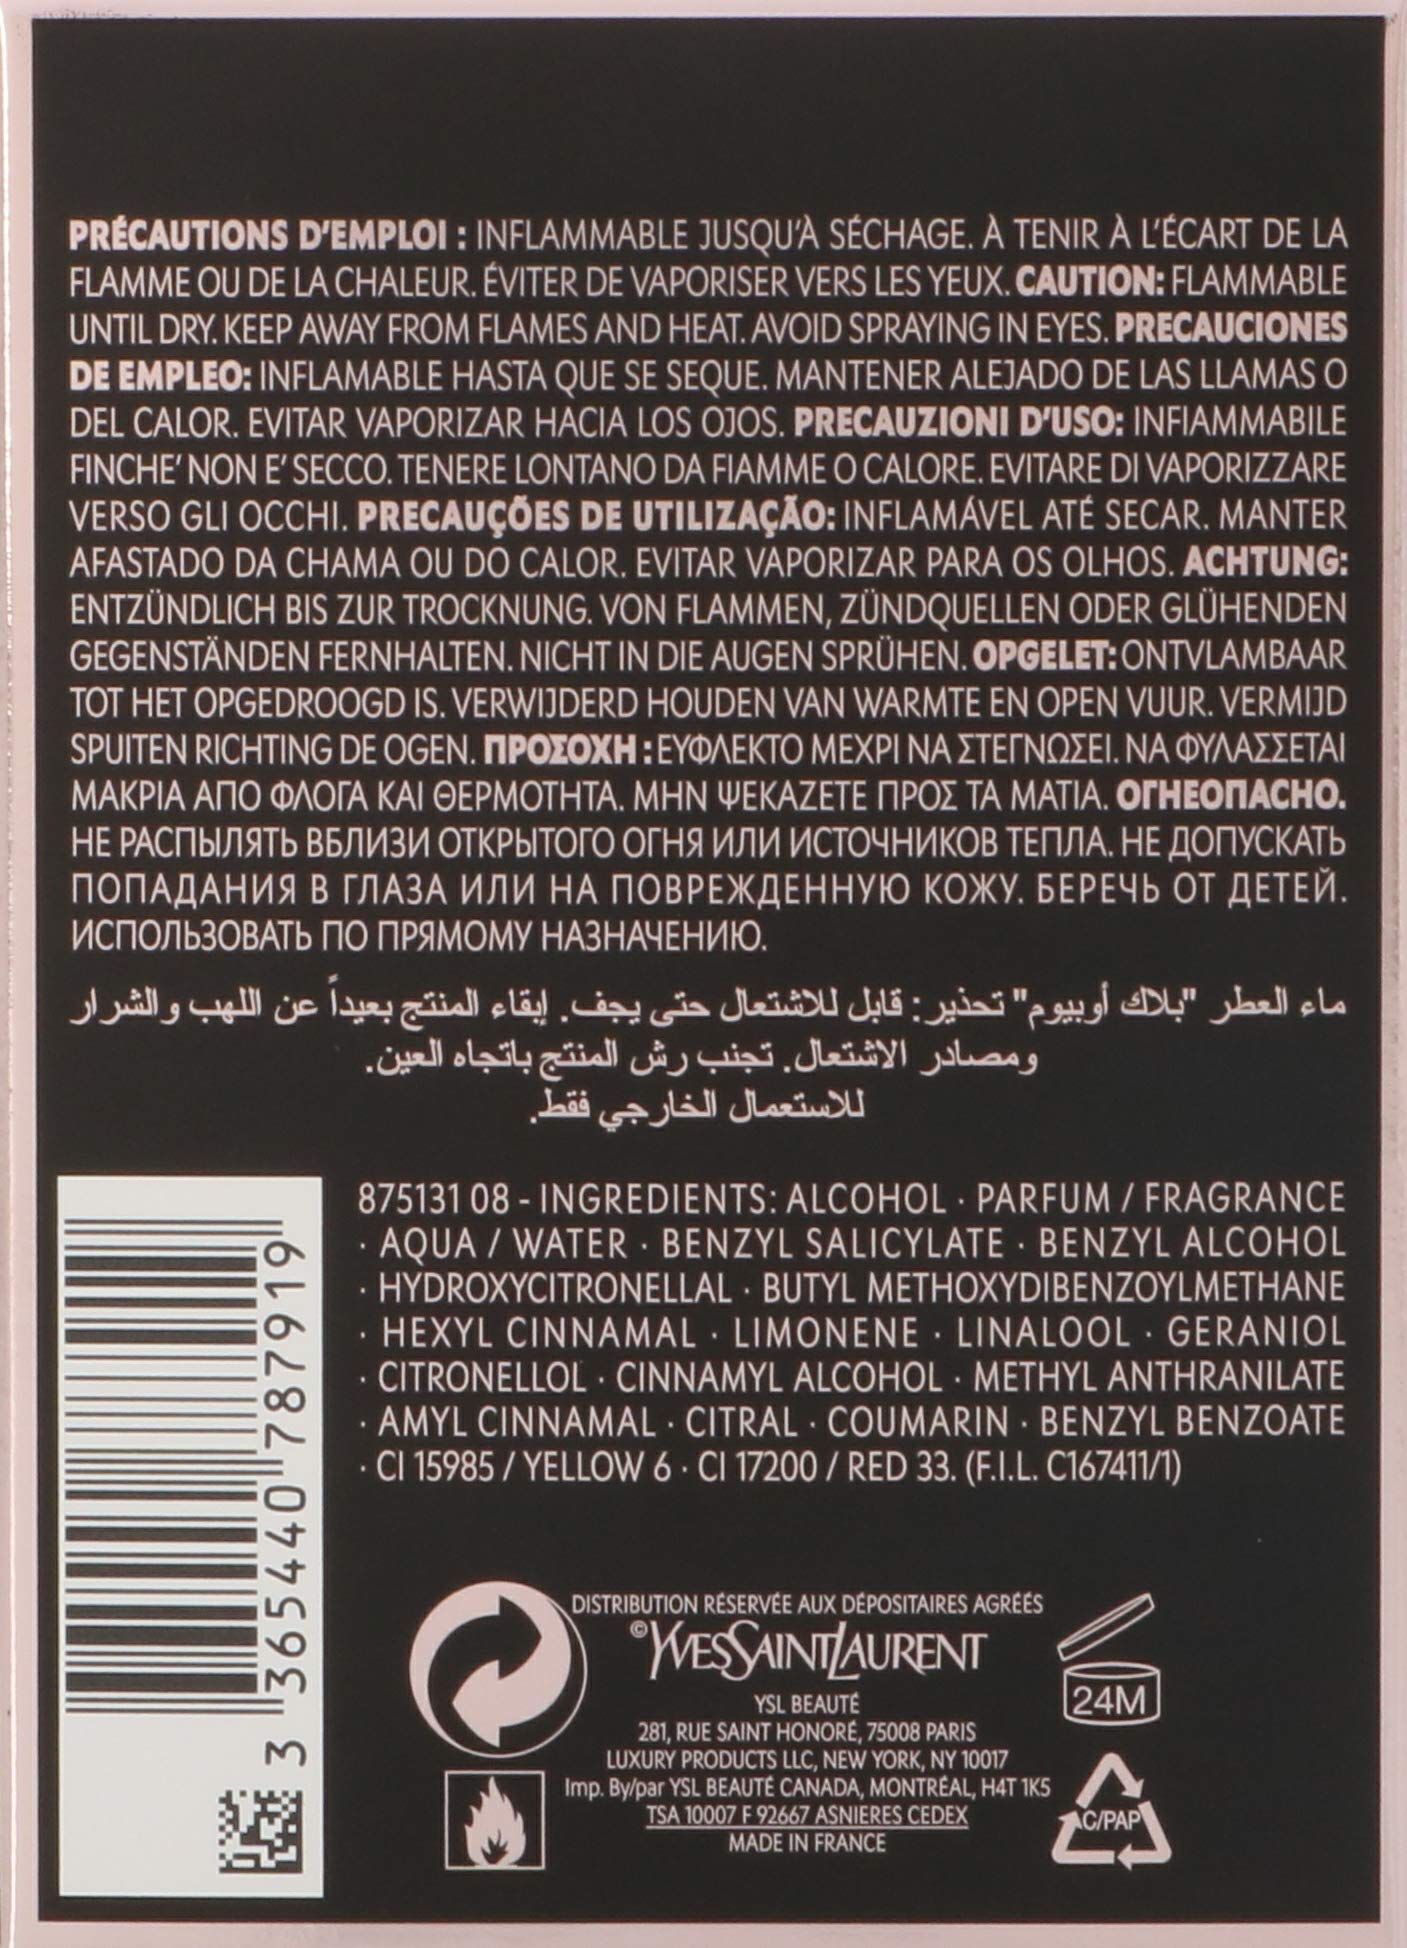 PRÉCAUTIONS D'EMPLOI : INFLAMMABLE JUSQU'À SÉCHAGE. À TENIR À L'ÉCART DE LA
FLAMME OU DE LA CHALEUR. ÉVITER DE VAPORISER VERS LES YEUX. CAUTION: FLAMMABLE
UNTIL DRY. KEEP AWAY FROM FLAMES AND HEAT. AVOID SPRAYING IN EYES. PRECAUCIONES
DE EMPLEO: INFLAMABLE HASTA QUE SE SEQUE. MANTENER ALEJADO DE LAS LLAMAS O
DEL CALOR. EVITAR VAPORIZAR HACIA LOS OJOS. PRECAUZIONI D'USO: INFIAMMABILE
FINCHE' NON E' SECCO. TENERE LONTANO DA FIAMME O CALORE. EVITARE DI VAPORIZZARE
VERSO GLI OCCHI. PRECAUÇÕES DE UTILIZAÇÃO: INFLAMÁVEL ATÉ SECAR. MANTER
AFASTADO DA CHAMA OU DO CALOR. EVITAR VAPORIZAR PARA OS OLHOS. ACHTUNG:
ENTZÜNDLICH BIS ZUR TROCKNUNG. VON FLAMMEN, ZÜNDQUELLEN ODER GLÜHENDEN
GEGENSTÄNDEN FERNHALTEN. NICHT IN DIE AUGEN SPRÜHEN. OPGELET: ONTVLAMBAAR
TOT HET OPGEDROOGD IS. VERWIJDERD HOUDEN VAN WARMTE EN OPEN VUUR. VERMIJD
SPUITEN RICHTING DE OGEN. ΠΡΟΣΟΧΗ : ΕΥΦΛΕΚΤΟ ΜΕΧΡΙ ΝΑ ΣΤΕΓΝΩΣΕΙ. ΝΑ ΦΥΛΑΣΣΕΤΑΙ
ΜΑΚΡΙΑ ΑΠΟ ΦΛΟΓΑ ΚΑΙ ΘΕΡΜΟΤΗΤΑ. ΜΗΝ ΨΕΚΑΖΕΤΕ ΠΡΟΣ ΤΑ ΜΑΤΙΑ. ОГНЕОПАСНО.
НЕ РАСПЫЛЯТЬ ВБЛИЗИ ОТКРЫТОГО ОГНЯ ИЛИ ИСТОЧНИКОВ ТЕПЛА. НЕ ДОПУСКАТЬ
ПОПАДАНИЯ В ГЛАЗА ИЛИ НА ПОВРЕЖДЕННУЮ КОЖУ. БЕРЕЧЬ ОТ ДЕТЕЙ.
ИСПОЛЬЗОВАТЬ ПО ПРЯМОМУ НАЗНАЧЕНИЮ.
ماء العطر "بلاك أوبيوم" تحذير: قابل للاشتعال حتى يجف. إبقاء المنتج بعيداً عن اللهب والشرار
ومصادر الاشتعال. تجنب رش المنتج باتجاه العين.
للاستعمال الخارجي فقط.
875131 08 - INGREDIENTS: ALCOHOL · PARFUM / FRAGRANCE
· AQUA / WATER · BENZYL SALICYLATE · BENZYL ALCOHOL
· HYDROXYCITRONELLAL · BUTYL METHOXYDIBENZOYLMETHANE
· HEXYL CINNAMAL · LIMONENE · LINALOOL · GERANIOL
· CITRONELLOL · CINNAMYL ALCOHOL · METHYL ANTHRANILATE
· AMYL CINNAMAL · CITRAL · COUMARIN · BENZYL BENZOATE
· CI 15985 / YELLOW 6 · CI 17200 / RED 33. (F.I.L. C167411/1)
3 365440 787919
DISTRIBUTION RÉSERVÉE AUX DÉPOSITAIRES AGRÉÉS
©YVESSAINTLAURENT
YSL BEAUTÉ
281, RUE SAINT HONORÉ, 75008 PARIS
LUXURY PRODUCTS LLC, NEW YORK, NY 10017
Imp. By/par YSL BEAUTÉ CANADA, MONTRÉAL, H4T 1K5
TSA 10007 F 92667 ASNIERES CEDEX
MADE IN FRANCE
24M
C/PAP